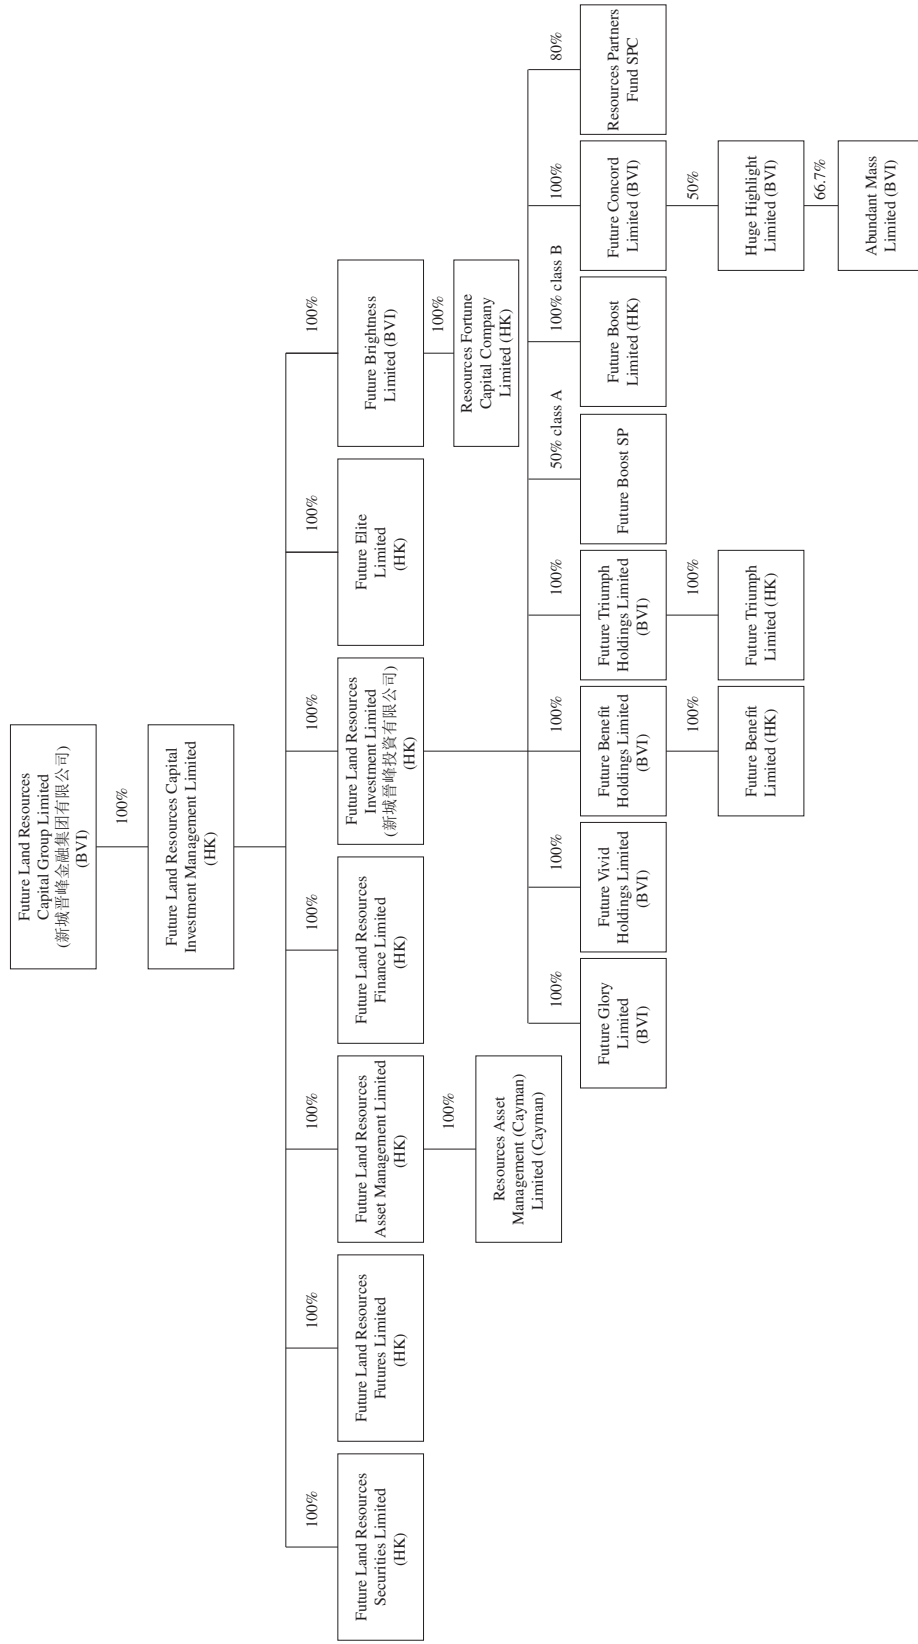 Future Land Resources
Capital Group Limited
(新城晋峰金融集团有限公司)
(BVI)
100%
Future Land Resources Capital
Investment Management Limited
(HK)
100%
100%
100%
100%
100%
100%
100%
Future Land Resources
Securities Limited
(HK)
Future Land Resources
Futures Limited
(HK)
Future Land Resources
Asset Management Limited
(HK)
Future Land Resources
Finance Limited
(HK)
Future Land Resources
Investment Limited
(新城晉峰投資有限公司)
(HK)
Future Elite
Limited
(HK)
Future Brightness
Limited (BVI)
100%
Resources Asset
Management (Cayman)
Limited (Cayman)
100%
Resources Fortune
Capital Company
Limited (HK)
100%
100%
100%
100%
50% class A
100% class B
100%
80%
Future Glory
Limited
(BVI)
Future Vivid
Holdings Limited
(BVI)
Future Benefit
Holdings Limited
(BVI)
Future Triumph
Holdings Limited
(BVI)
Future Boost SP
Future Boost
Limited (HK)
Future Concord
Limited (BVI)
Resources Partners
Fund SPC
100%
100%
50%
Future Benefit
Limited (HK)
Future Triumph
Limited (HK)
Huge Highlight
Limited (BVI)
66.7%
Abundant Mass
Limited (BVI)